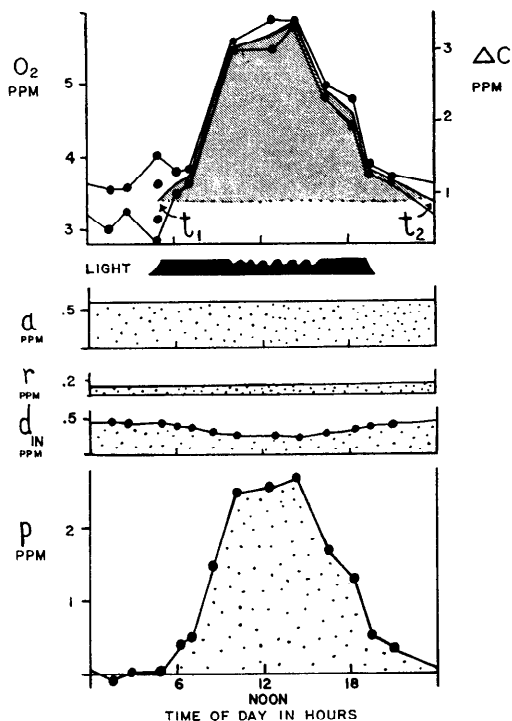 O2
PPM
5
4
3
3
2
1
ΔC
PPM
t1
t2
LIGHT
a
PPM
.5
r
PPM
.2
d IN
PPM
.5
p
PPM
2
1
6
12
18
NOON
TIME OF DAY IN HOURS